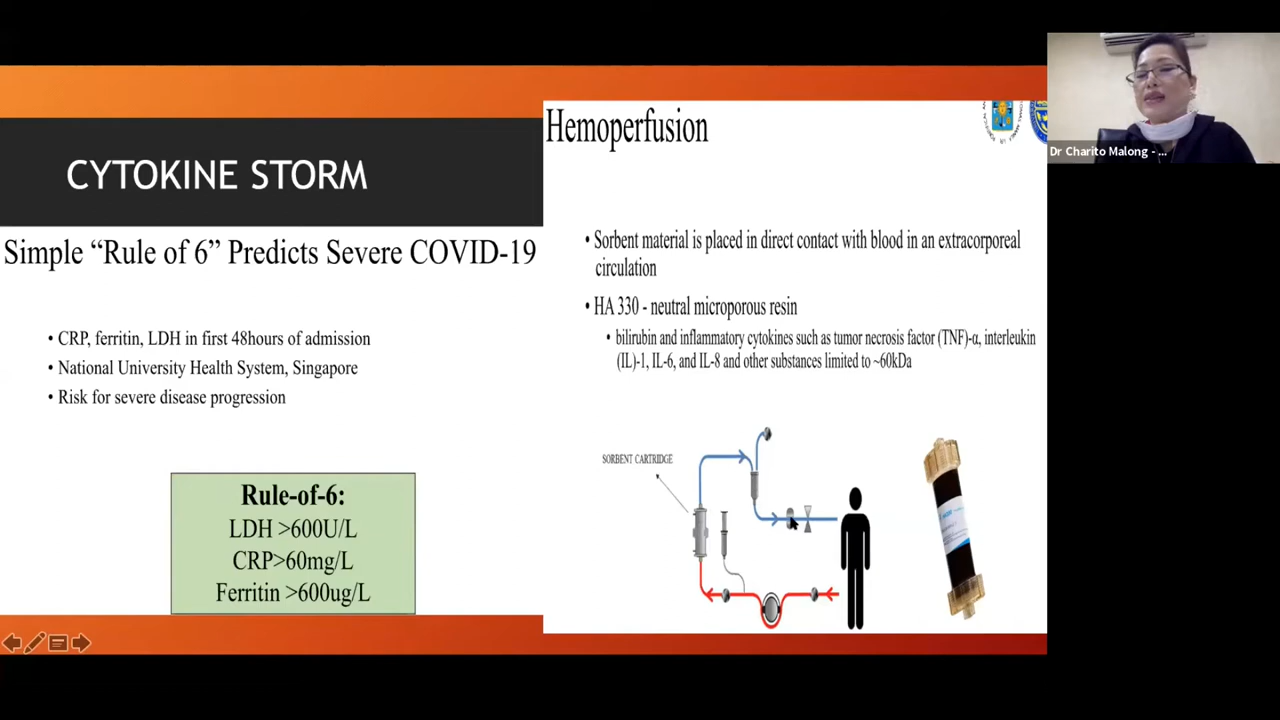 CYTOKINE STORM
Simple “Rule of 6” Predicts Severe COVID-19
• CRP, ferritin, LDH in first 48hours of admission
• National University Health System, Singapore
• Risk for severe disease progression
Rule-of-6:
LDH >600U/L
CRP>60mg/L
Ferritin >600ug/L
Hemoperfusion
• Sorbent material is placed in direct contact with blood in an extracorporeal
circulation
• HA 330 - neutral microporous resin
• bilirubin and inflammatory cytokines such as tumor necrosis factor (TNF)-α, interleukin
(IL)-1, IL-6, and IL-8 and other substances limited to ~60kDa
SORBENT CARTRIDGE
Dr Charito Malong - ...